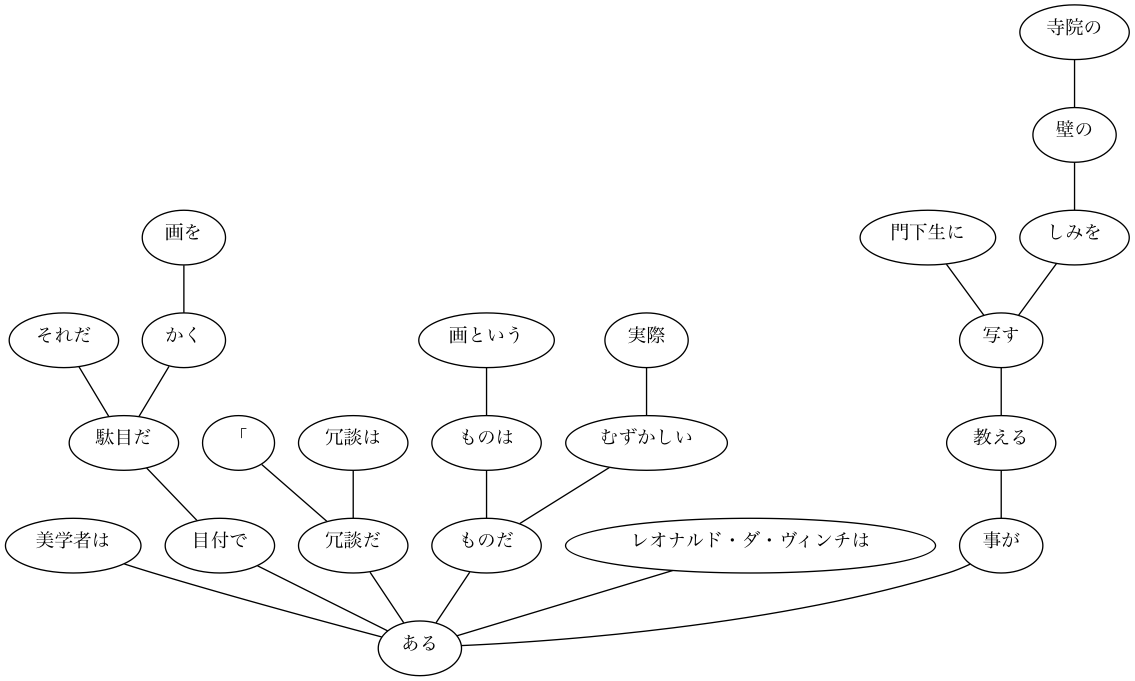 寺院の
壁の
画を
門下生に
しみを
それだ
かく
画という
実際
写す
駄目だ
「
冗談は
ものは
むずかしい
教える
美学者は
目付で
冗談だ
ものだ
レオナルド・ダ・ヴィンチは
事が
ある